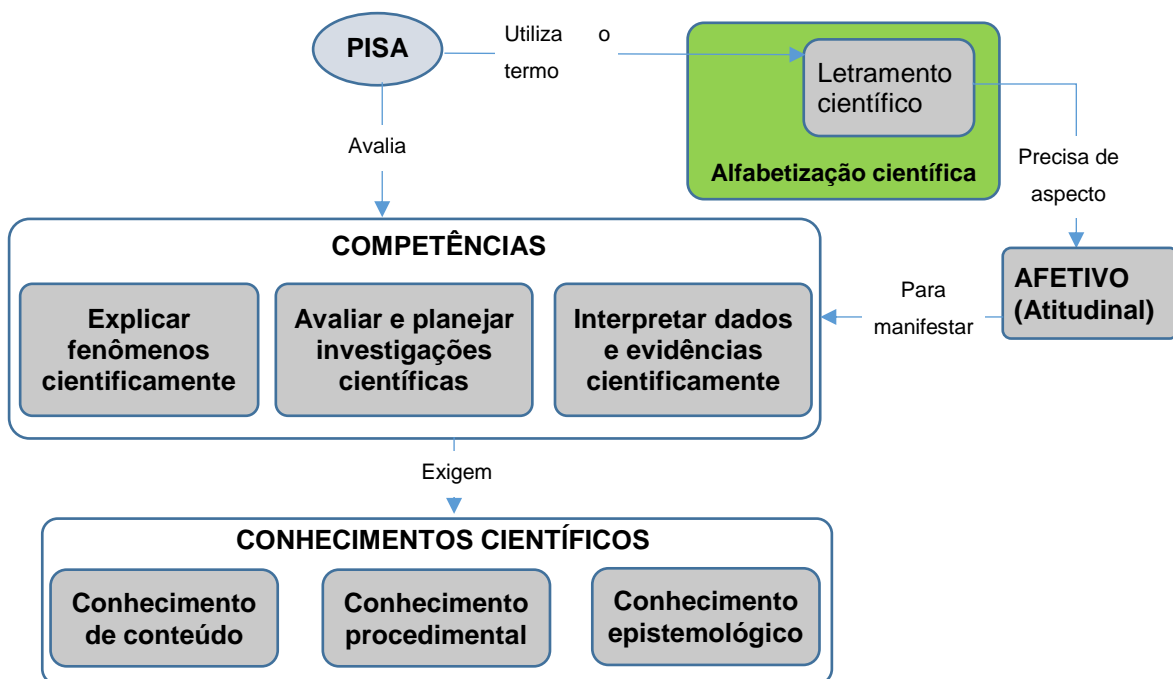 PISA
Utiliza o
termo
Letramento
científico
Alfabetização científica
Avalia
Precisa de
aspecto
COMPETÊNCIAS
Explicar
fenômenos
cientificamente
Avaliar e planejar
investigações
científicas
Interpretar dados
e evidências
cientificamente
Para
manifestar
AFETIVO
(Atitudinal)
Exigem
CONHECIMENTOS CIENTÍFICOS
Conhecimento
de conteúdo
Conhecimento
procedimental
Conhecimento
epistemológico